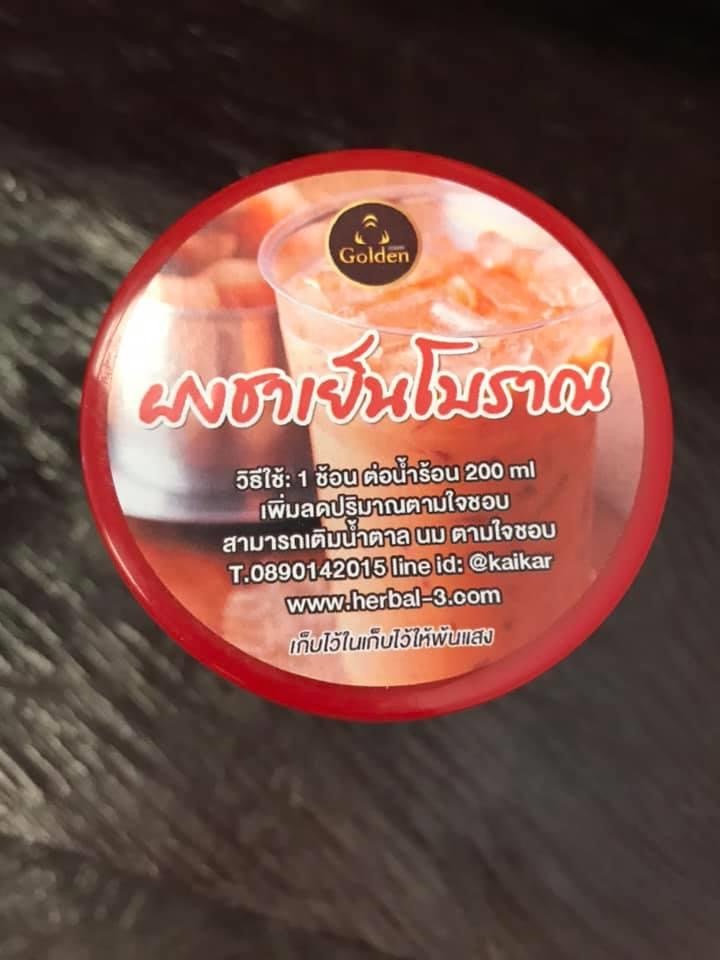 Golden
ผงชาเย็นโบราณ
วิธีใช้: 1 ช้อน ต่อน้ำร้อน 200 ml
เพิ่มลดปริมาณตามใจชอบ
สามารถเติมน้ำตาล นม ตามใจชอบ
T.0890142015 line id: @kaikar
www.herbal-3.com
เก็บไว้ในเก็บไว้ให้พ้นแสง